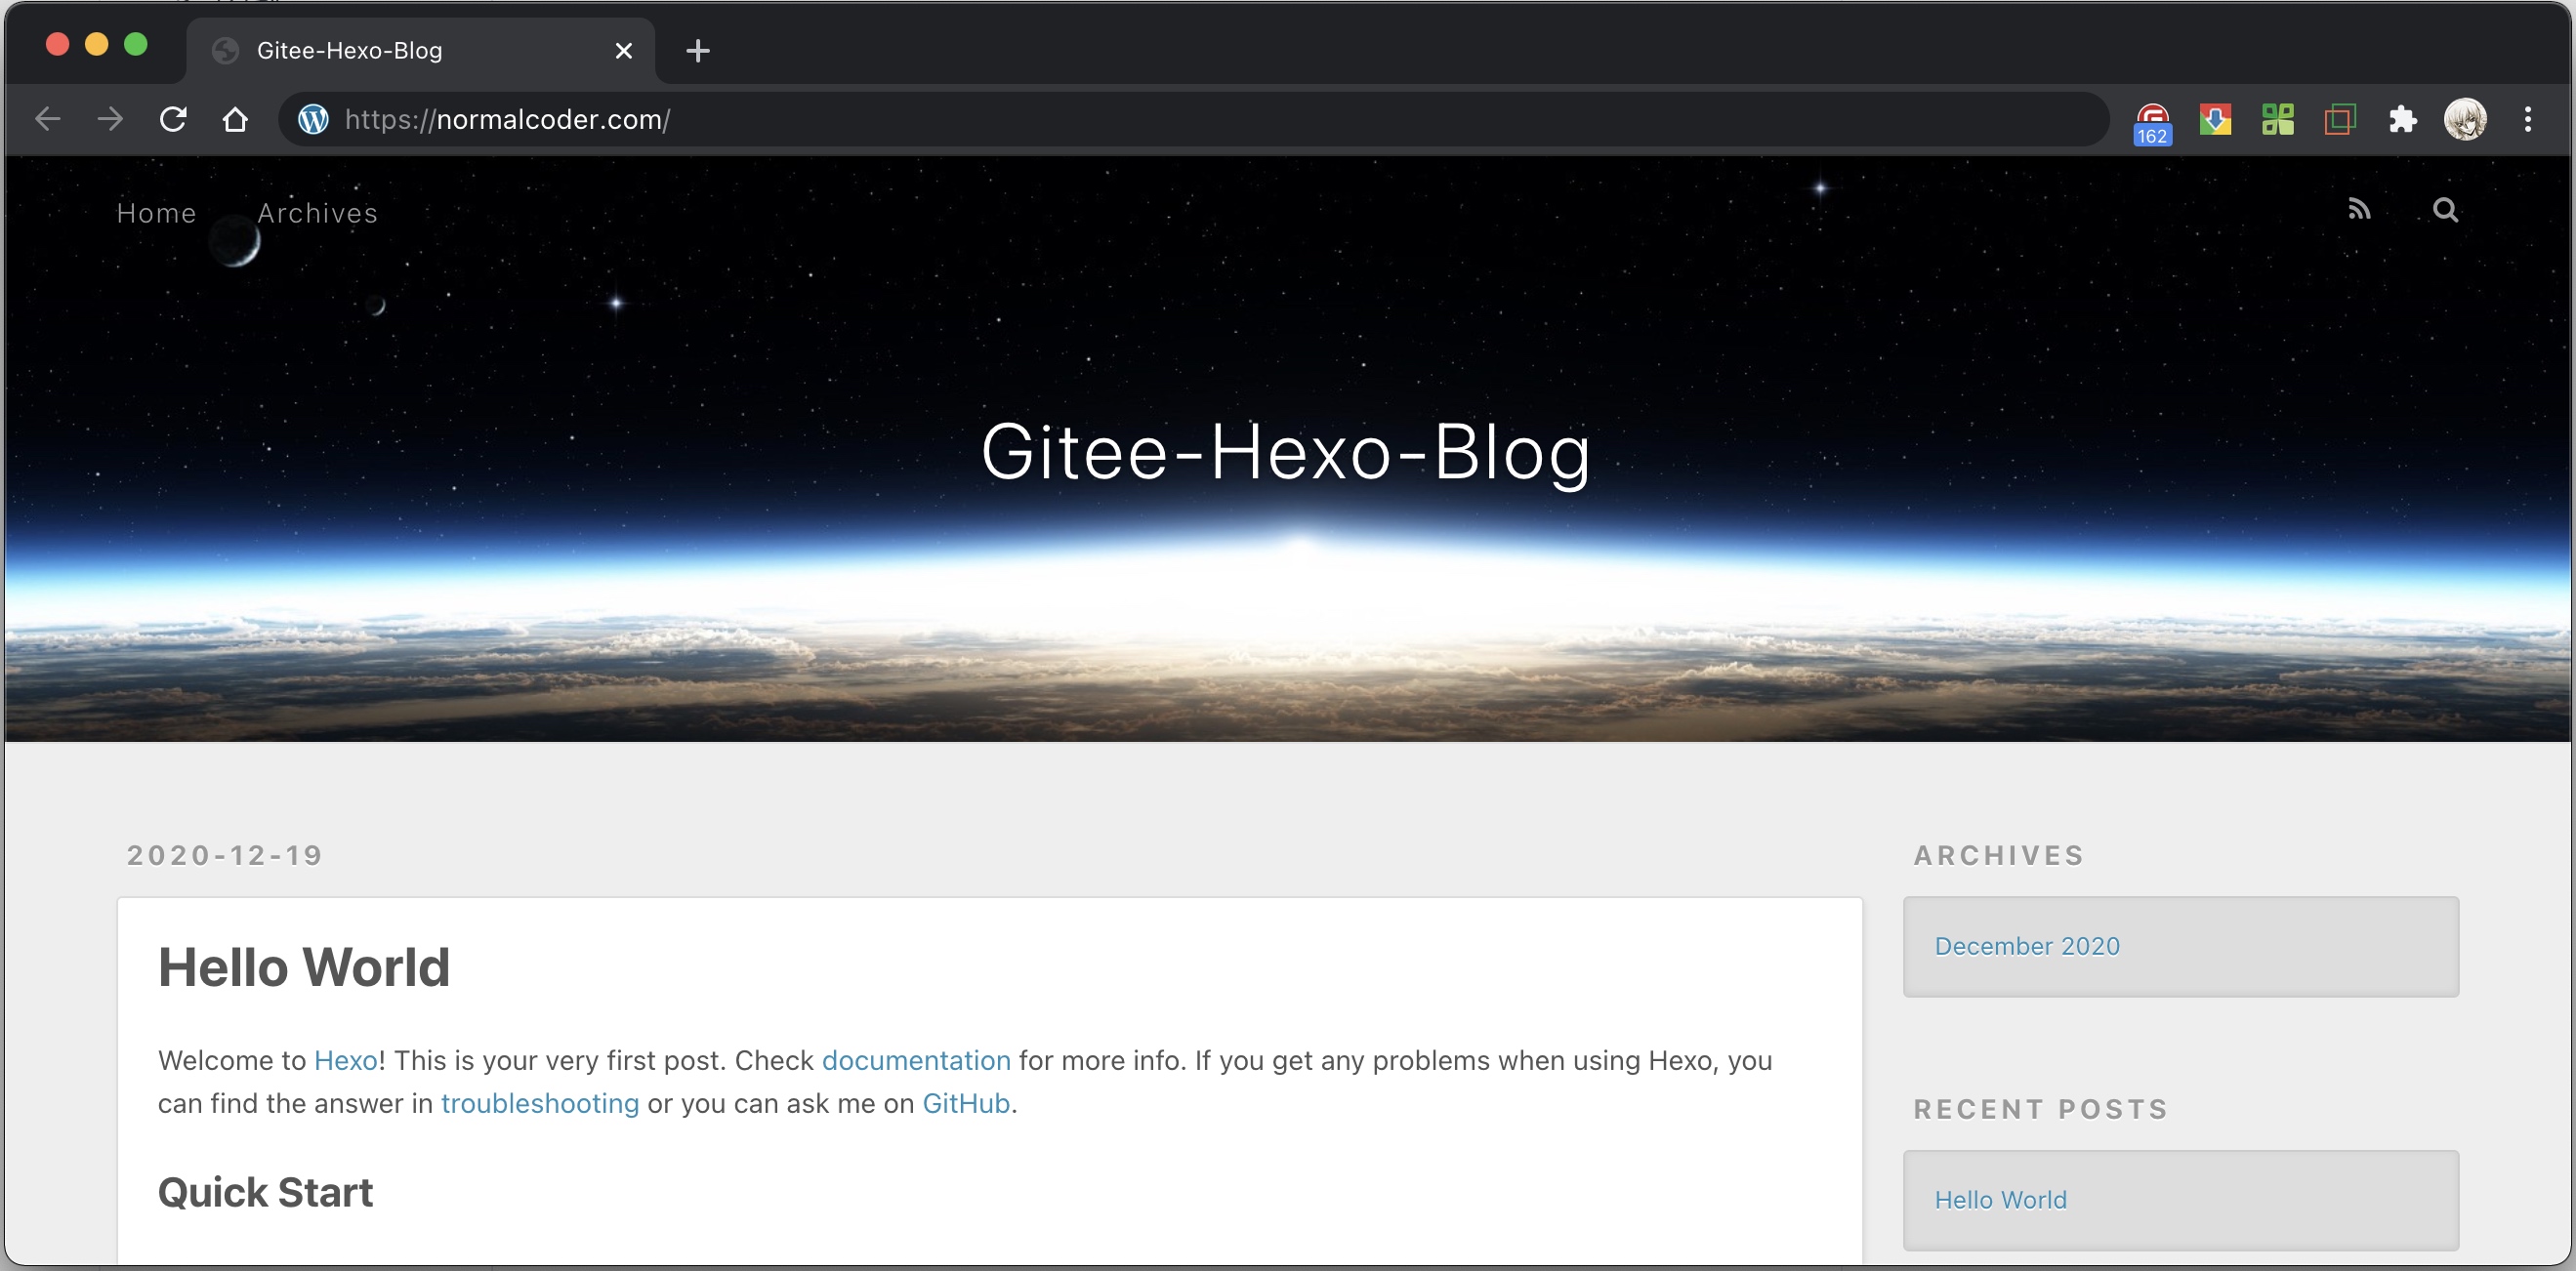 Gitee-Hexo-Blog
https://normalcoder.com/
162
Home Archives
Gitee-Hexo-Blog
2020-12-19
Hello World
Welcome to Hexo! This is your very first post. Check documentation for more info. If you get any problems when using Hexo, you
can find the answer in troubleshooting or you can ask me on GitHub.
Quick Start
ARCHIVES
December 2020
RECENT POSTS
Hello World